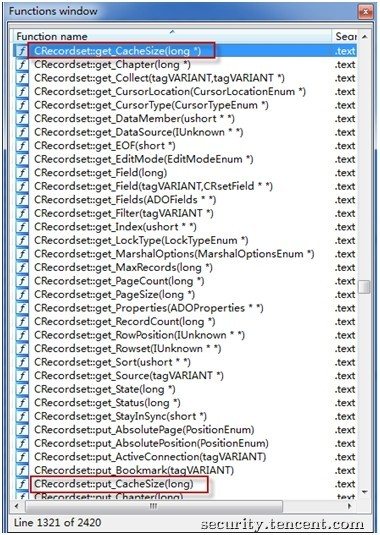 Functions window
Function name Sear
CRecordset::get_CacheSize(long *) .text
CRecordset::get_Chapter(long *) .text
CRecordset::get_Collect(tagVARIANT,tagVARIANT *) .text
CRecordset::get_CursorLocation(CursorLocationEnum *) .text
CRecordset::get_CursorType(CursorTypeEnum *) .text
CRecordset::get_DataMember(ushort * *) .text
CRecordset::get_DataSource(IUnknown * *) .text
CRecordset::get_EOF(short *) .text
CRecordset::get_EditMode(EditModeEnum *) .text
CRecordset::get_Field(long) .text
CRecordset::get_Field(tagVARIANT,CRsetField * *) .text
CRecordset::get_Fields(ADOFields * *) .text
CRecordset::get_Filter(tagVARIANT *) .text
CRecordset::get_Index(ushort * *) .text
CRecordset::get_LockType(LockTypeEnum *) .text
CRecordset::get_MarshalOptions(MarshalOptionsEnum *) .text
CRecordset::get_MaxRecords(long *) .text
CRecordset::get_PageCount(long *) .text
CRecordset::get_PageSize(long *) .text
CRecordset::get_Properties(ADOProperties * *) .text
CRecordset::get_RecordCount(long *) .text
CRecordset::get_RowPosition(IUnknown * *) .text
CRecordset::get_Rowset(IUnknown * *) .text
CRecordset::get_Sort(ushort * *) .text
CRecordset::get_Source(tagVARIANT *) .text
CRecordset::get_State(long *) .text
CRecordset::get_Status(long *) .text
CRecordset::get_StayInSync(short *) .text
CRecordset::put_AbsolutePage(PositionEnum) .text
CRecordset::put_AbsolutePosition(PositionEnum) .text
CRecordset::put_ActiveConnection(tagVARIANT) .text
CRecordset::put_Bookmark(tagVARIANT) .text
CRecordset::put_CacheSize(long) .text
CRecordset::put_Chapter(long) .text
Line 1321 of 2420
security.tencent.com